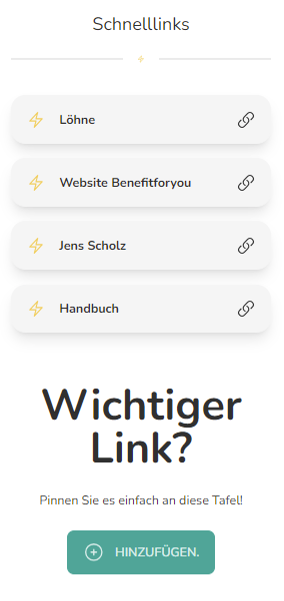 Schnelllinks
Löhne
Website Benefitforyou
Jens Scholz
Handbuch
Wichtiger
Link?
Pinnen Sie es einfach an diese Tafel!
HINZUFÜGEN.